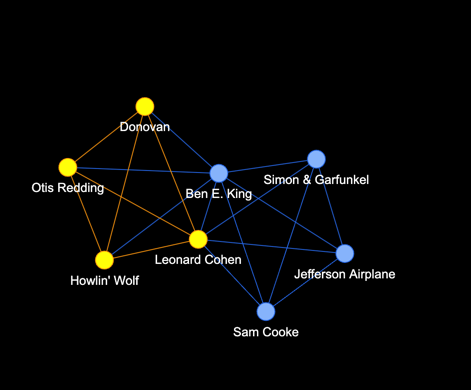 Donovan
Simon & Garfunkel
Otis Redding
Ben E. King
Leonard Cohen
Jefferson Airplane
Howlin' Wolf
Sam Cooke